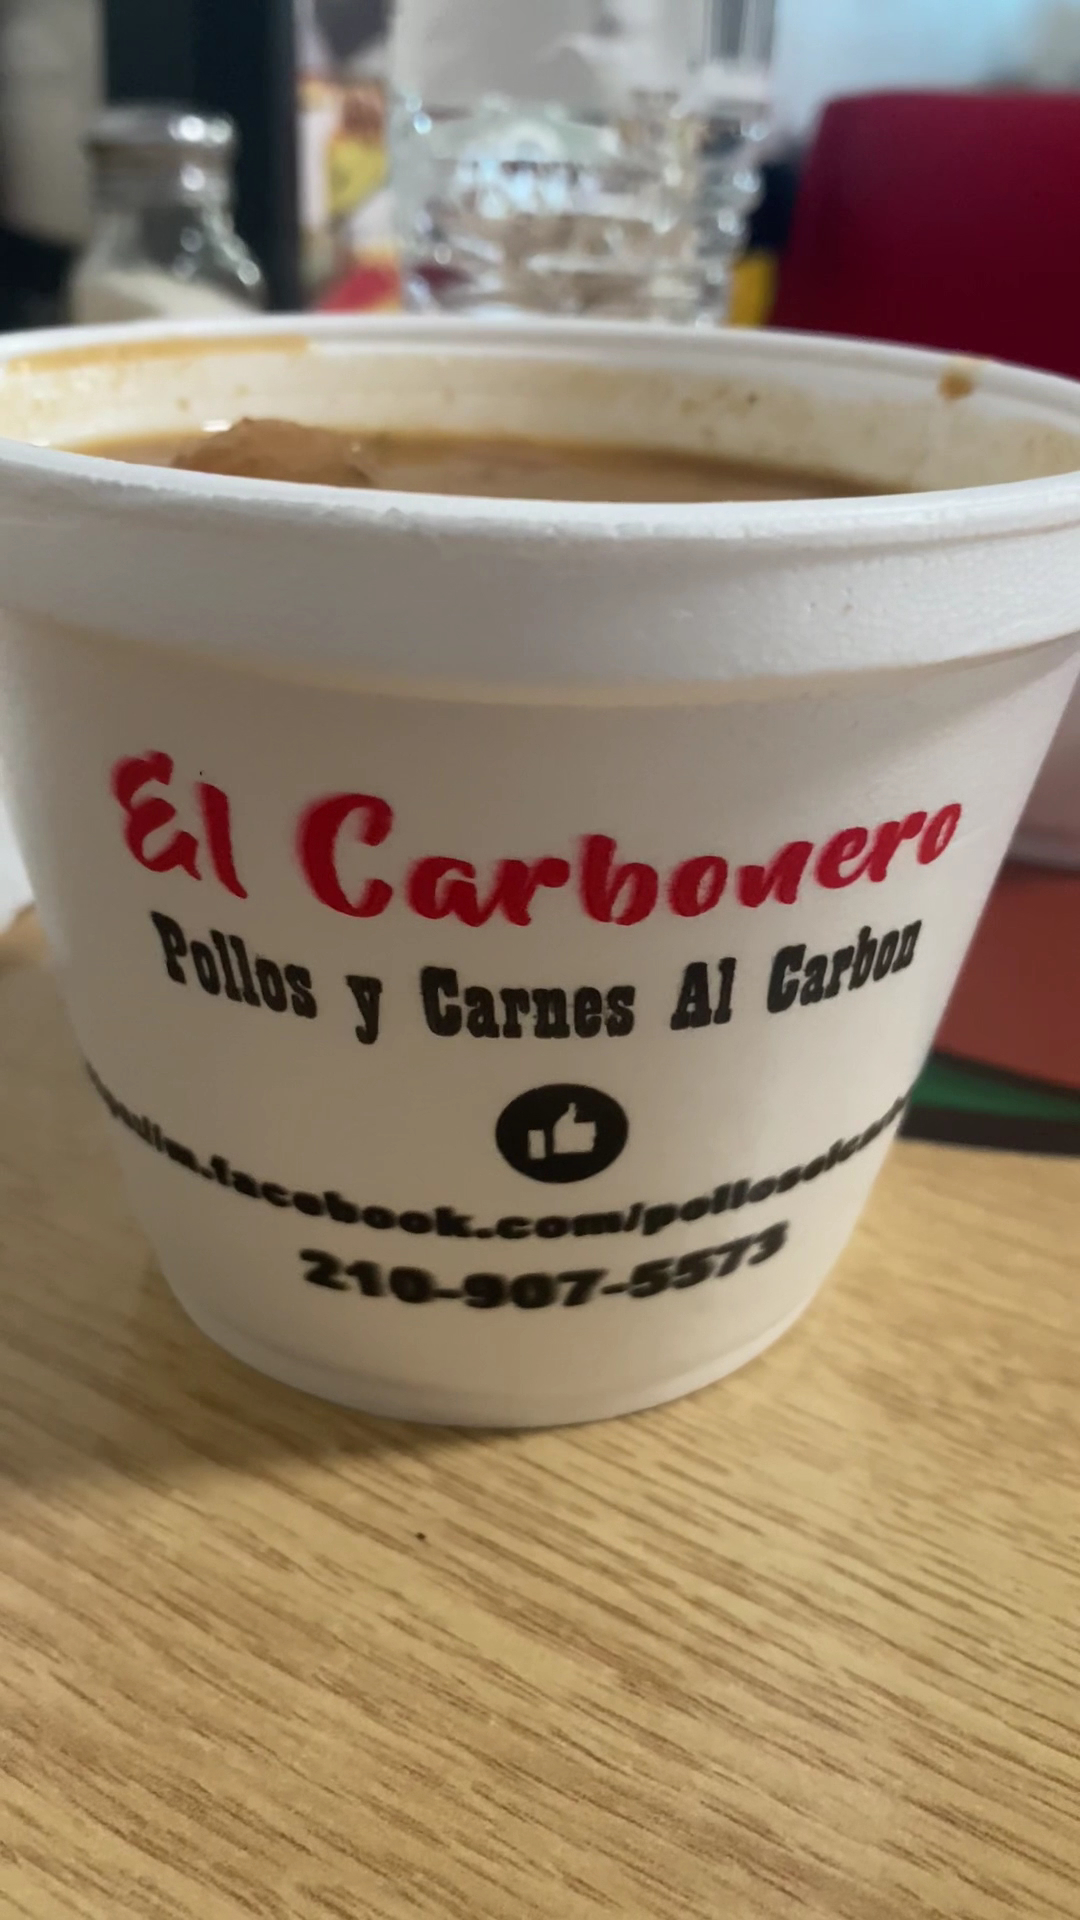 El Carbonero
Pollos y Carnes Al Carbon
210-907-5573